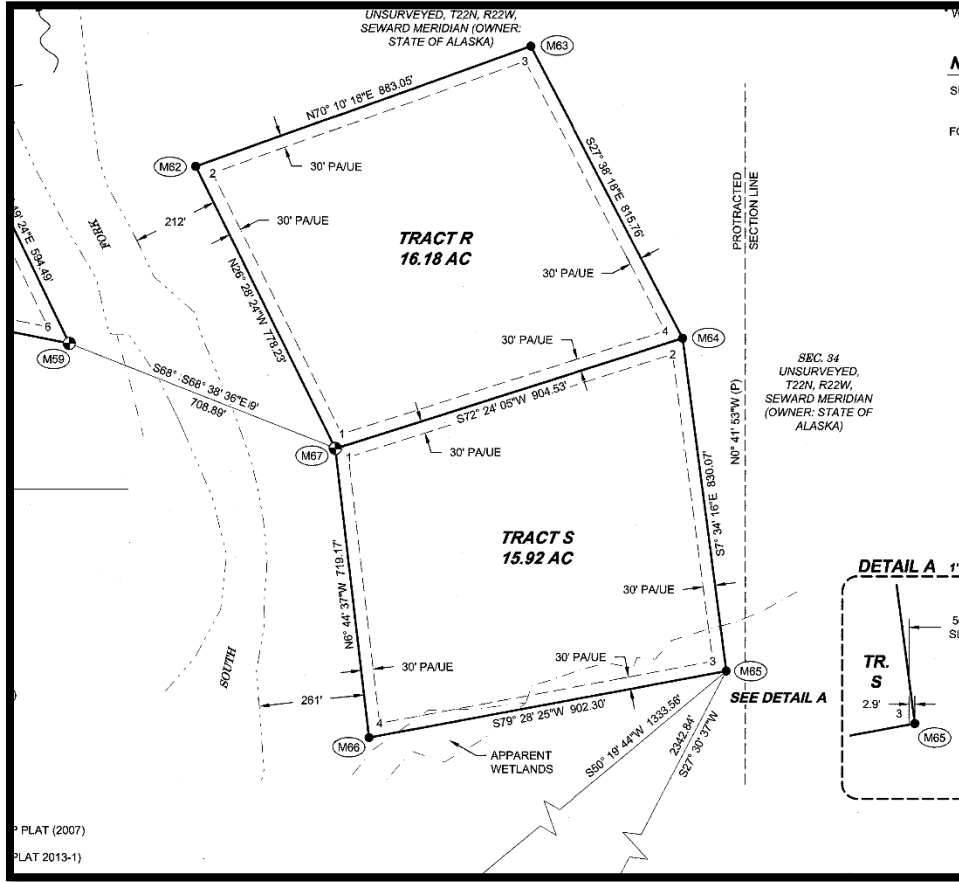 UNSURVEYED, T22N, R22W,
SEWARD MERIDIAN (OWNER:
STATE OF ALASKA)
M63
3
N70° 10' 18"E 883.05'
M62
2
30' PA/UE
212'
30' PA/UE
FORK
TRACT R
16.18 AC
S27° 38' 18"E 815.76'
30' PA/UE
N26° 28' 24"W 778.23'
PROTRACTED
SECTION LINE
49' 24"E 594.49'
6
M59
30' PA/UE
4
M64
2
SEC. 34
UNSURVEYED,
T22N, R22W,
SEWARD MERIDIAN
(OWNER: STATE OF
ALASKA)
S68° 38' 36"E
708.89'
S72° 24' 05"W 904.53'
1
M67
1
30' PA/UE
N0° 41' 53"W (P)
TRACT S
15.92 AC
S7° 34' 16"E 830.07'
N6° 44' 37"W 719.17'
30' PA/UE
DETAIL A 1"
SOUTH
30' PA/UE
30' PA/UE
3
M65
SEE DETAIL A
TR.
S
2.9'
3
M65
261'
4
S79° 28' 25"W 902.30'
M66
APPARENT
WETLANDS
S50° 19' 44"W 1333.56'
2342.84'
S27° 30' 37"W
PLAT (2007)
PLAT 2013-1)